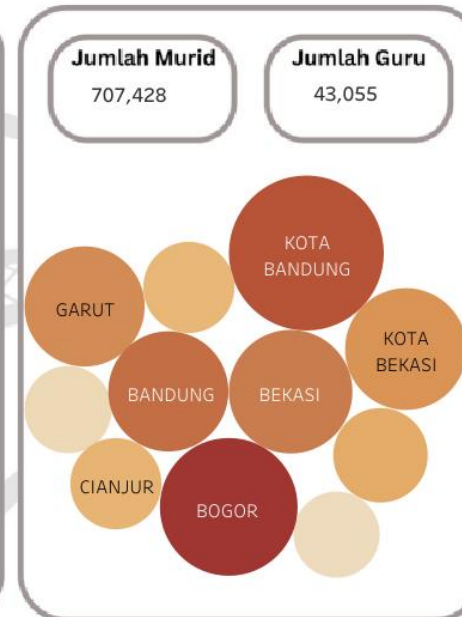 Jumlah Murid
707,428
Jumlah Guru
43,055
KOTA
BANDUNG
GARUT
KOTA
BEKASI
BANDUNG
BEKASI
CIANJUR
BOGOR